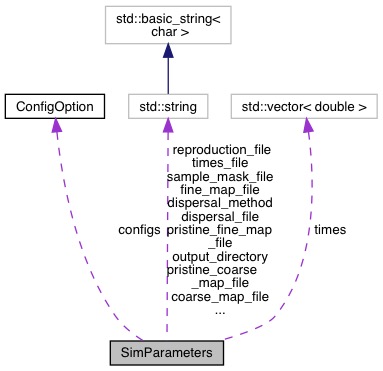 std::basic_string<
char >
ConfigOption
std::string
std::vector< double >
reproduction_file
times_file
sample_mask_file
fine_map_file
dispersal_method
dispersal_file
configs
pristine_fine_map
_file
times
output_directory
pristine_coarse
_map_file
coarse_map_file
...
SimParameters